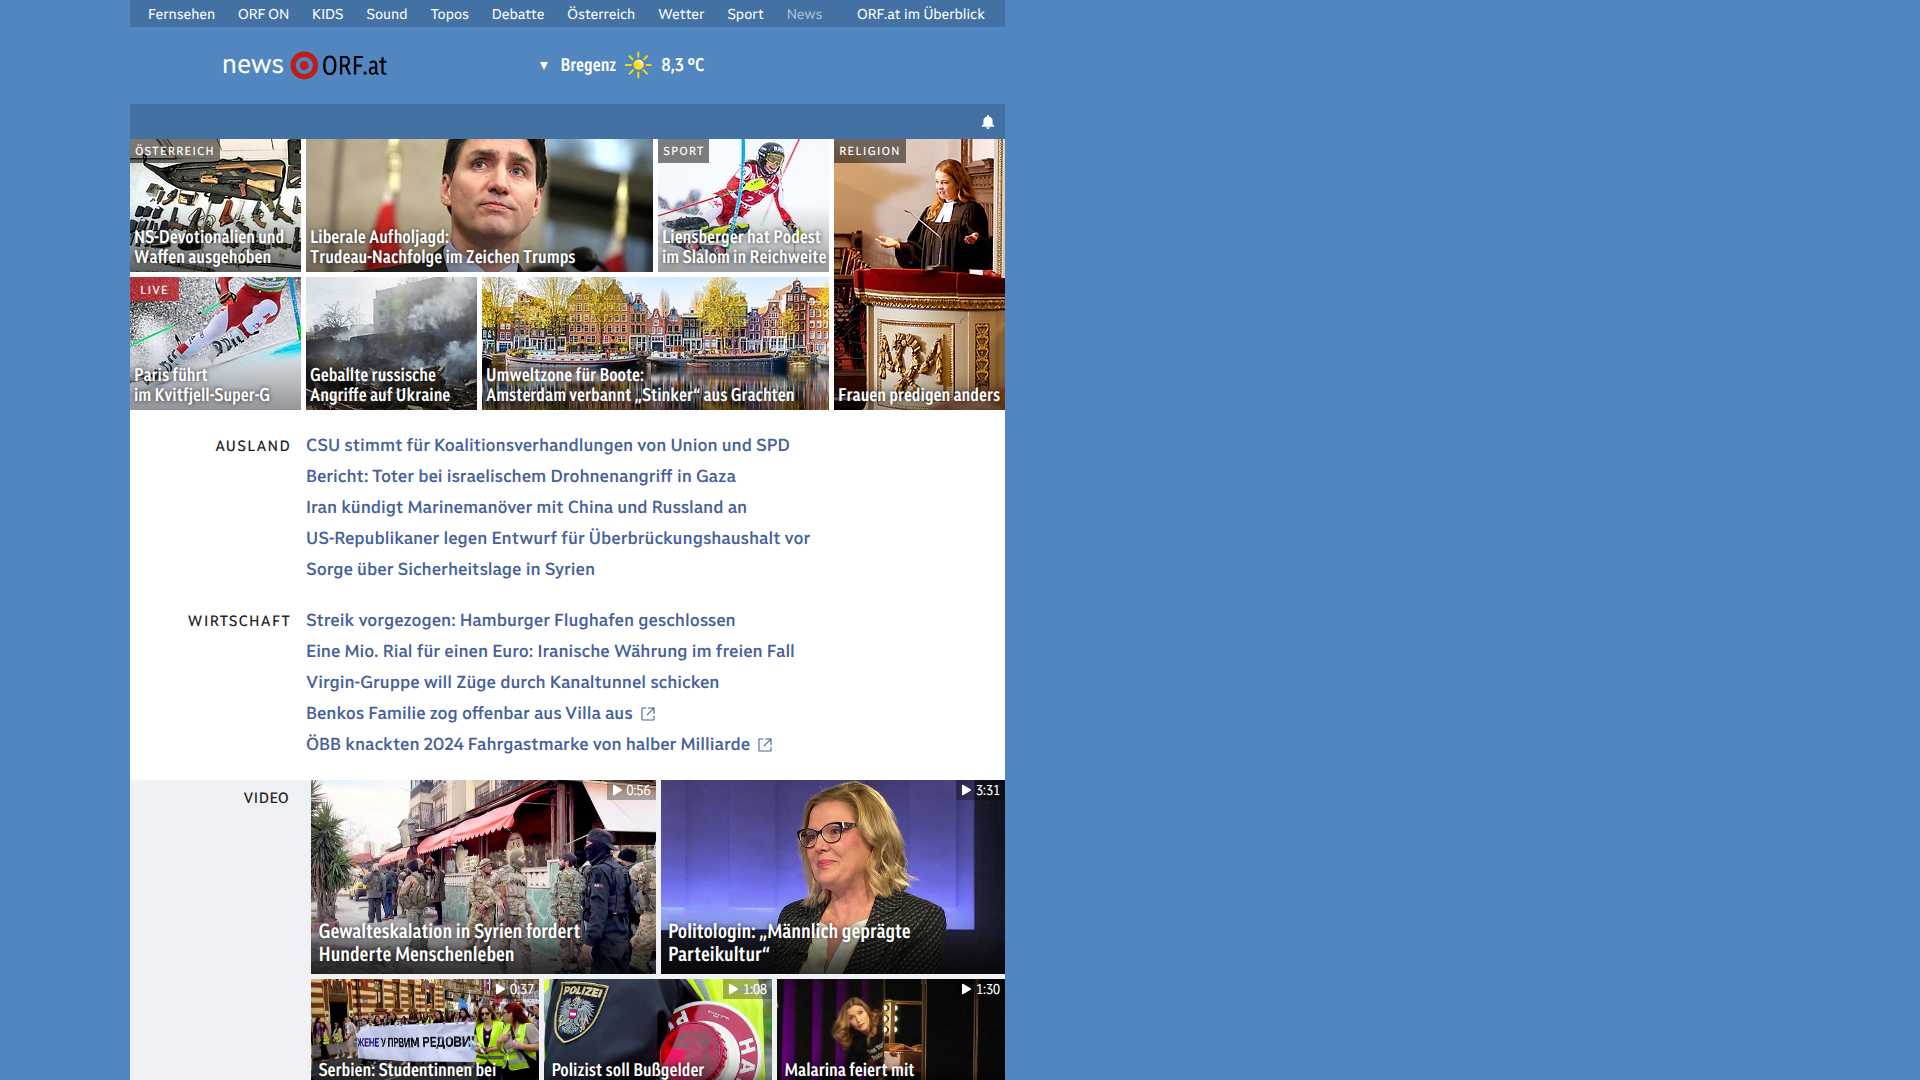 Fernsehen ORF ON KIDS Sound Topos Debatte Österreich Wetter Sport News ORF.at im Überblick
news ORF.at
Bregenz 8,3 °C
ÖSTERREICH
NS-Devotionalien und
Waffen ausgehoben
Liberale Aufholjagd:
Trudeau-Nachfolge im Zeichen Trumps
SPORT
Liensberger hat Podest
im Slalom in Reichweite
RELIGION
Frauen predigen anders
LIVE
Paris führt
im Kvitfjell-Super-G
Geballte russische
Angriffe auf Ukraine
Umweltzone für Boote:
Amsterdam verbannt „Stinker“ aus Grachten
AUSLAND
CSU stimmt für Koalitionsverhandlungen von Union und SPD
Bericht: Toter bei israelischem Drohnenangriff in Gaza
Iran kündigt Marinemanöver mit China und Russland an
US-Republikaner legen Entwurf für Überbrückungshaushalt vor
Sorge über Sicherheitslage in Syrien
WIRTSCHAFT
Streik vorgezogen: Hamburger Flughafen geschlossen
Eine Mio. Rial für einen Euro: Iranische Währung im freien Fall
Virgin-Gruppe will Züge durch Kanaltunnel schicken
Benkos Familie zog offenbar aus Villa aus
ÖBB knackten 2024 Fahrgastmarke von halber Milliarde
VIDEO
0:56
Gewalteskalation in Syrien fordert
Hunderte Menschenleben
3:31
Politologin: „Männlich geprägte
Parteikultur“
0:37
ЖЕНЕ У ПРВИМ РЕДОВИ
Serbien: Studentinnen bei
1:08
POLIZEI
Polizist soll Bußgelder
1:30
Malarina feiert mit